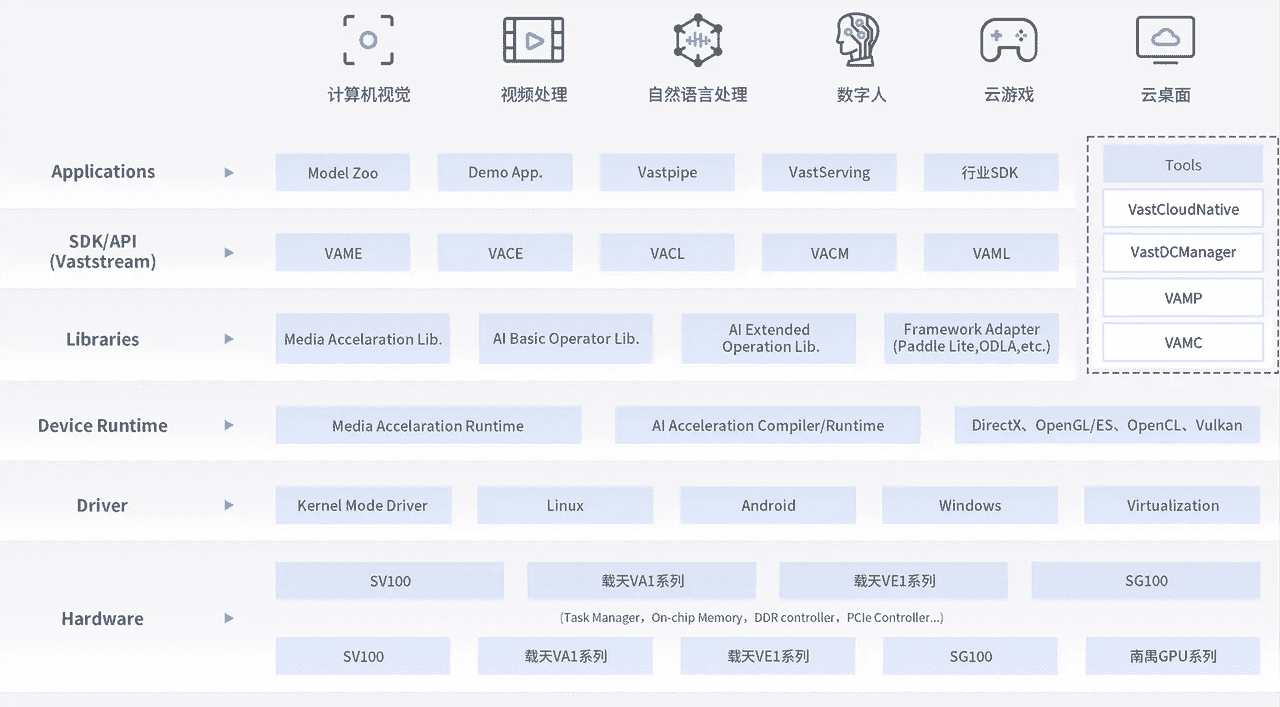 计算机视觉
视频处理
自然语言处理
数字人
云游戏
云桌面
Applications
Model Zoo
Demo App.
Vastpipe
VastServing
行业SDK
Tools
VastCloudNative
VastDCManager
VAMP
VAMC
SDK/API
(Vaststream)
VAME
VACE
VACL
VACM
VAML
Libraries
Media Accelaration Lib.
AI Basic Operator Lib.
AI Extended
Operation Lib.
Framework Adapter
(Paddle Lite,ODLA,etc.)
Device Runtime
Media Accelaration Runtime
AI Acceleration Compiler/Runtime
DirectX、OpenGL/ES、OpenCL、Vulkan
Driver
Kernel Mode Driver
Linux
Android
Windows
Virtualization
Hardware
SV100
载天VA1系列
载天VE1系列
SG100
(Task Manager，On-chip Memory，DDR controller，PCIe Controller...)
SV100
载天VA1系列
载天VE1系列
SG100
南禺GPU系列